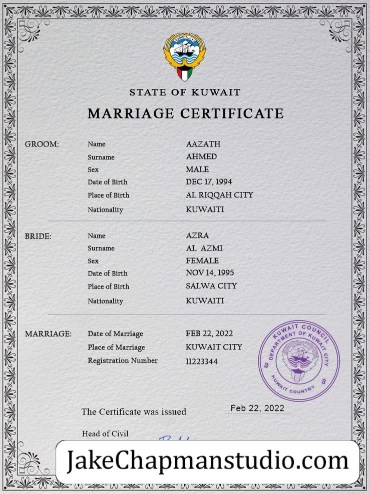 STATE OF KUWAIT
MARRIAGE CERTIFICATE
GROOM: Name AAZATH
Surname AHMED
Sex MALE
Date of Birth DEC 17, 1994
Place of Birth AL RIQQAH CITY
Nationality KUWAITI
BRIDE: Name AZRA
Surname AL AZMI
Sex FEMALE
Date of Birth NOV 14, 1995
Place of Birth SALWA CITY
Nationality KUWAITI
MARRIAGE: Date of Marriage FEB 22, 2022
Place of Marriage KUWAIT CITY
Registration Number 11223344
KUWAIT COUNCIL
DEPARTMENT OF KUWAIT CITY
KUWAIT COUNTRY
The Certificate was issued Feb 22, 2022
Head of Civil
JakeChapmanstudio.com